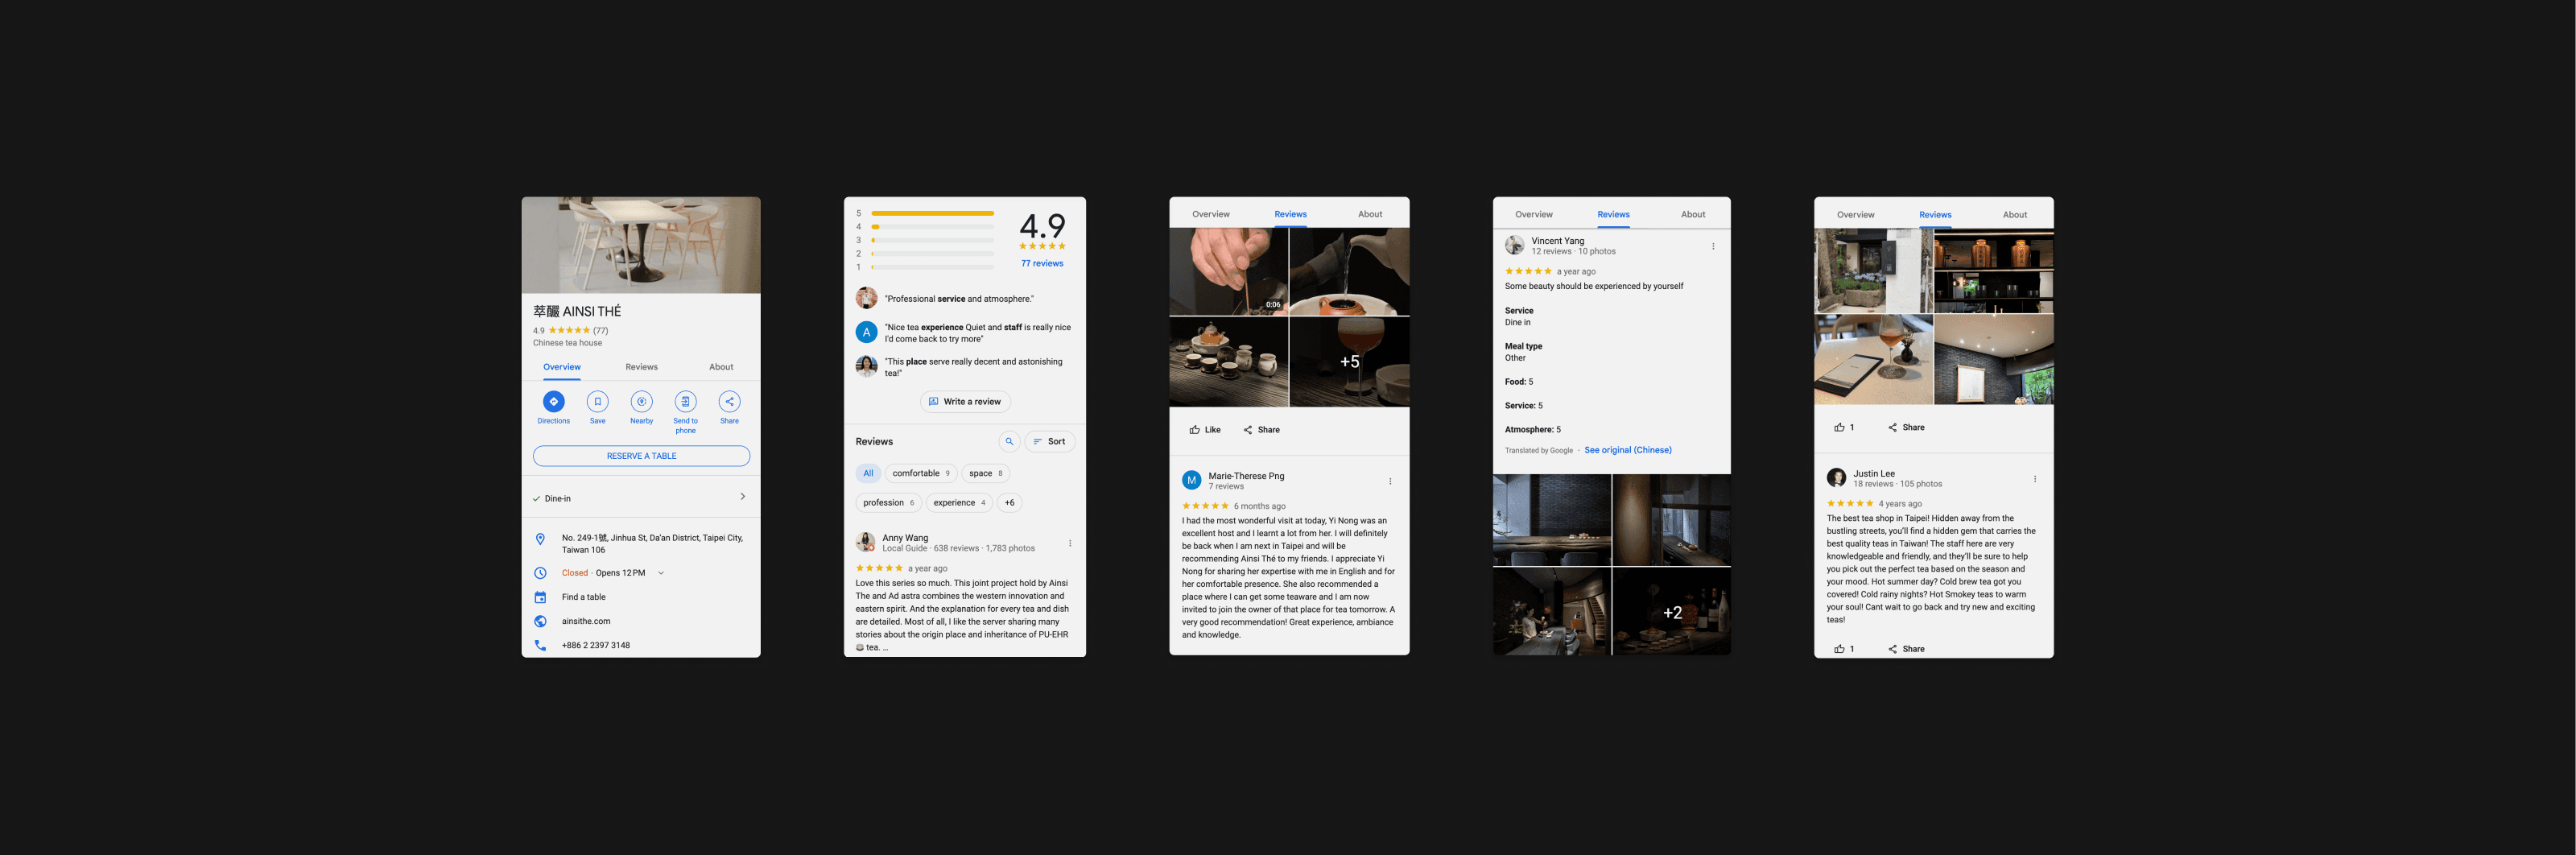 萃釅 AINSI THÉ
4.9 ★★★★★ (77)
Chinese tea house
Overview Reviews About
Directions Save Nearby Send to phone Share
RESERVE A TABLE
Dine-in
No. 249-1號, Jinhua St, Da'an District, Taipei City,
Taiwan 106
Closed · Opens 12 PM
Find a table
ainsithe.com
+886 2 2397 3148
5
4
3
2
1
4.9
77 reviews
"Professional service and atmosphere."
A
"Nice tea experience Quiet and staff is really nice
I'd come back to try more"
"This place serve really decent and astonishing
tea!"
Write a review
Reviews
Sort
All comfortable 9 space 8
profession 6 experience 4 +6
Anny Wang
Local Guide · 638 reviews · 1,783 photos
★★★★★ a year ago
Love this series so much. This joint project hold by Ainsi
The and Ad astra combines the western innovation and
eastern spirit. And the explanation for every tea and dish
are detailed. Most of all, I like the server sharing many
stories about the origin place and inheritance of PU-EHR
🍵 tea. ...
Overview Reviews About
0:06
+5
Like Share
M
Marie-Therese Png
7 reviews
★★★★★ 6 months ago
I had the most wonderful visit at today, Yi Nong was an
excellent host and I learnt a lot from her. I will definitely
be back when I am next in Taipei and will be
recommending Ainsi Thé to my friends. I appreciate Yi
Nong for sharing her expertise with me in English and for
her comfortable presence. She also recommended a
place where I can get some teaware and I am now
invited to join the owner of that place for tea tomorrow. A
very good recommendation! Great experience, ambiance
and knowledge.
Overview Reviews About
Vincent Yang
12 reviews · 10 photos
★★★★★ a year ago
Some beauty should be experienced by yourself
Service
Dine in
Meal type
Other
Food: 5
Service: 5
Atmosphere: 5
Translated by Google · See original (Chinese)
+2
Overview Reviews About
1 Share
Justin Lee
18 reviews · 105 photos
★★★★★ 4 years ago
The best tea shop in Taipei! Hidden away from the
bustling streets, you'll find a hidden gem that carries the
best quality teas in Taiwan! The staff here are very
knowledgeable and friendly, and they'll be sure to help
you pick out the perfect tea based on the season and
your mood. Hot summer day? Cold brew tea got you
covered! Cold rainy nights? Hot Smokey teas to warm
your soul! Cant wait to go back and try new and exciting
teas!
1 Share